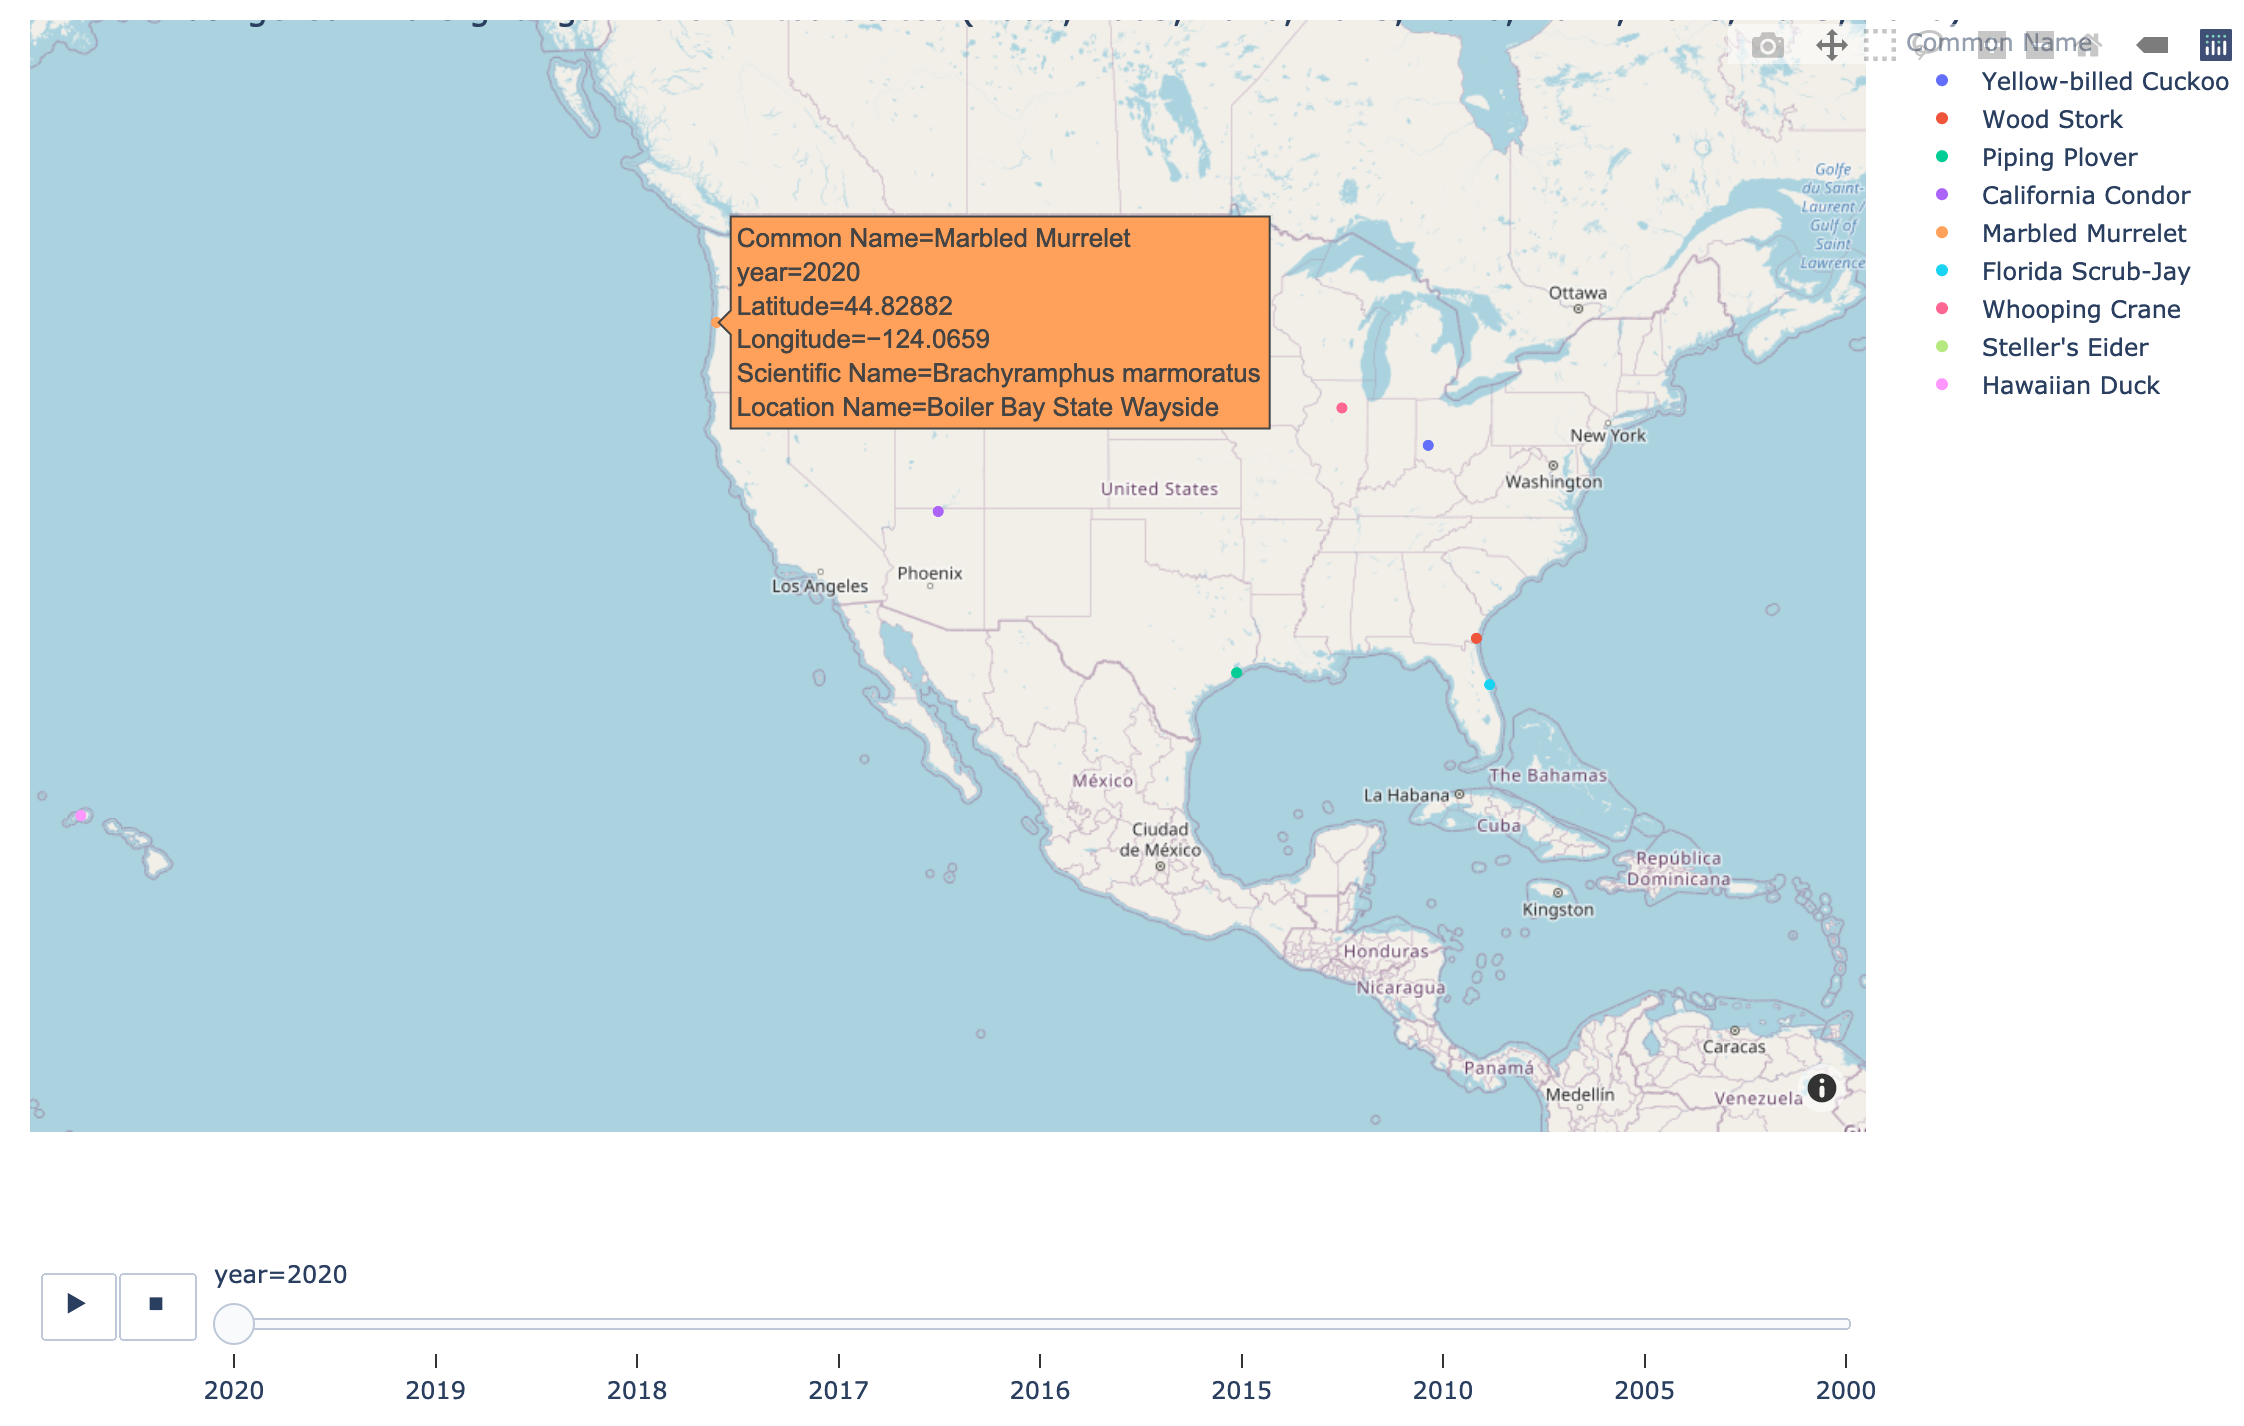 Common Name
Yellow-billed Cuckoo
Wood Stork
Piping Plover
California Condor
Marbled Murrelet
Florida Scrub-Jay
Whooping Crane
Steller's Eider
Hawaiian Duck
Golfe
du Saint-
Laurent /
Gulf of
Saint
Lawrence
Common Name=Marbled Murrelet
year=2020
Latitude=44.82882
Longitude=−124.0659
Scientific Name=Brachyramphus marmoratus
Location Name=Boiler Bay State Wayside
Ottawa
New York
Washington
United States
Los Angeles
Phoenix
México
The Bahamas
La Habana
Cuba
Ciudad
de México
República
Dominicana
Kingston
Honduras
Nicaragua
Caracas
Panamá
Medellín
Venezuela
year=2020
2020 2019 2018 2017 2016 2015 2010 2005 2000